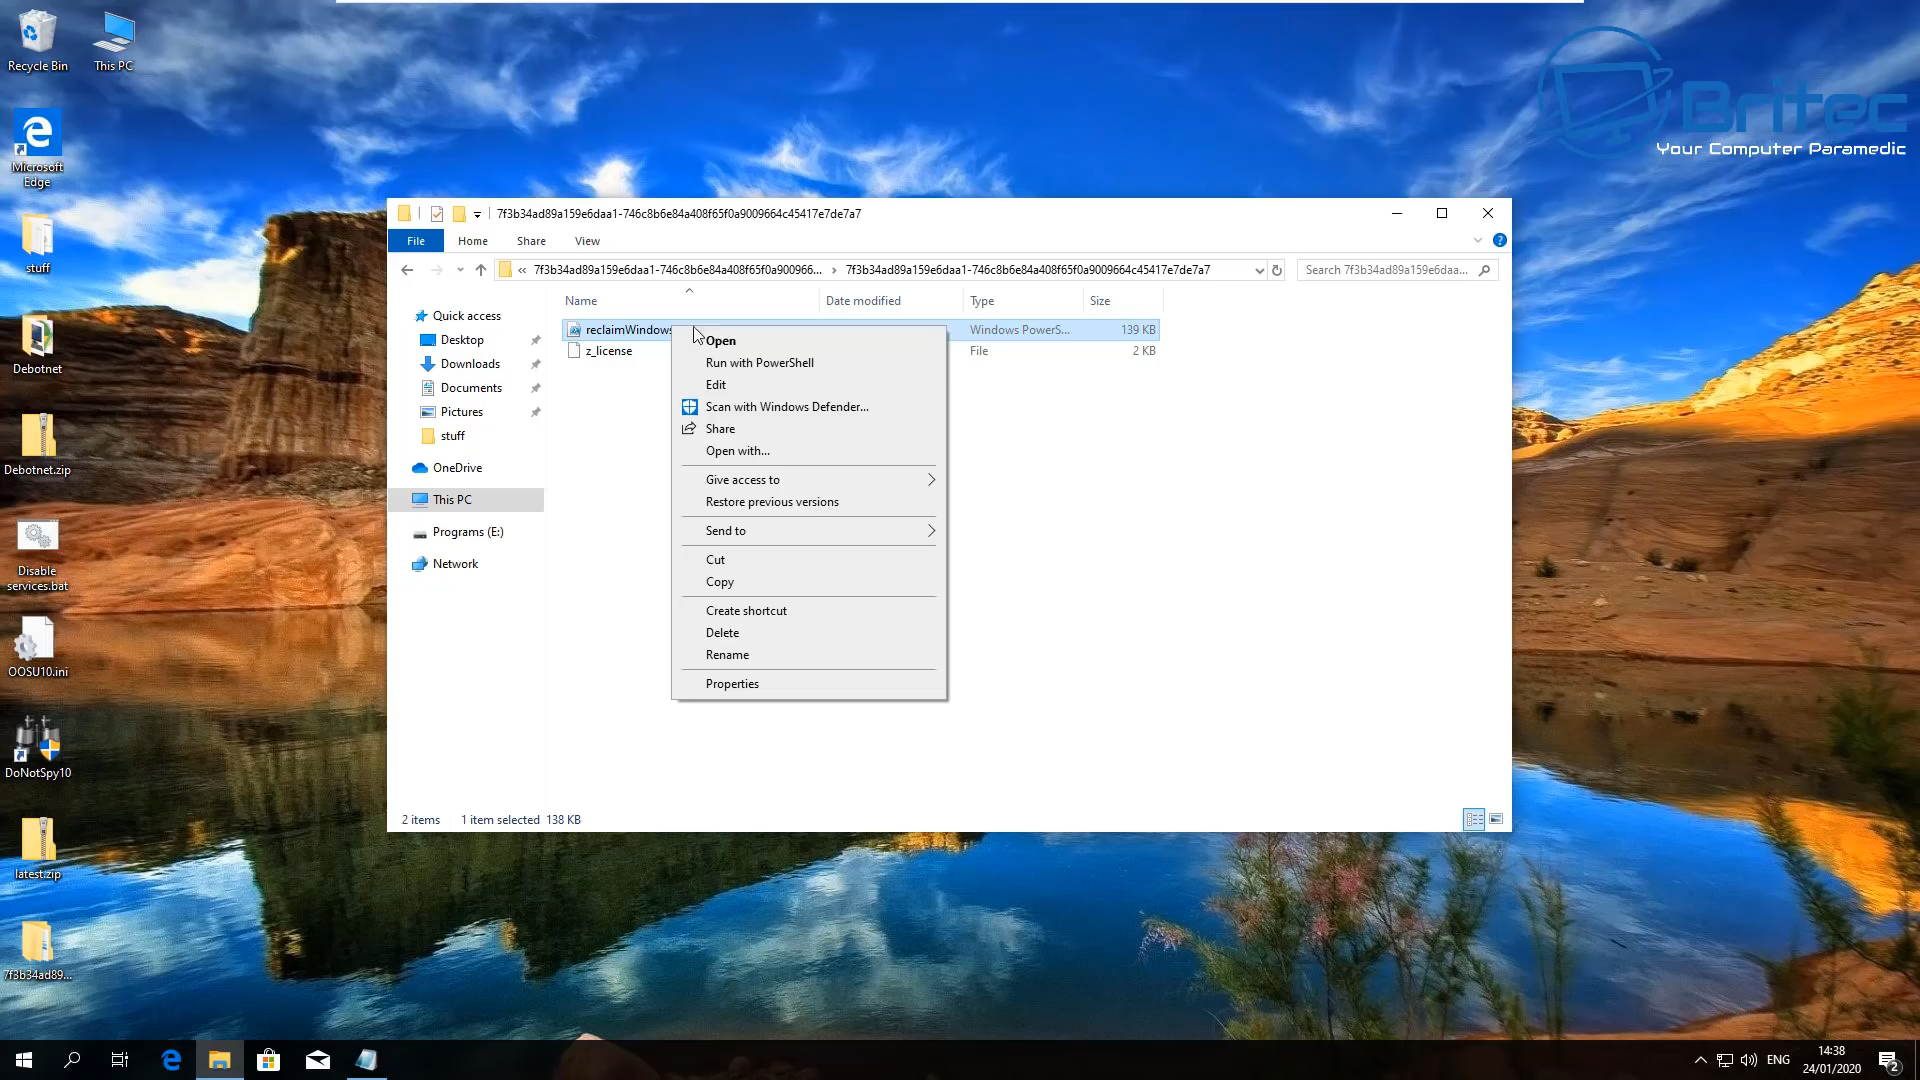 Recycle Bin
This PC
Microsoft
Edge
stuff
Debotnet
Debotnet.zip
Disable
services.bat
OOSU10.ini
DoNotSpy10
latest.zip
7f3b34ad89...
Britec
Your Computer Paramedic
7f3b34ad89a159e6daa1-746c8b6e84a408f65f0a9009664c45417e7de7a7
File Home Share View
« 7f3b34ad89a159e6daa1-746c8b6e84a408f65f0a900966... › 7f3b34ad89a159e6daa1-746c8b6e84a408f65f0a9009664c45417e7de7a7
Search 7f3b34ad89a159e6daa...
Name Date modified Type Size
Quick access
Desktop
Downloads
Documents
Pictures
stuff
OneDrive
This PC
Programs (E:)
Network
reclaimWindows Windows PowerS... 139 KB
z_license File 2 KB
Open
Run with PowerShell
Edit
Scan with Windows Defender...
Share
Open with...
Give access to
Restore previous versions
Send to
Cut
Copy
Create shortcut
Delete
Rename
Properties
2 items 1 item selected 138 KB
ENG
14:38
24/01/2020
2